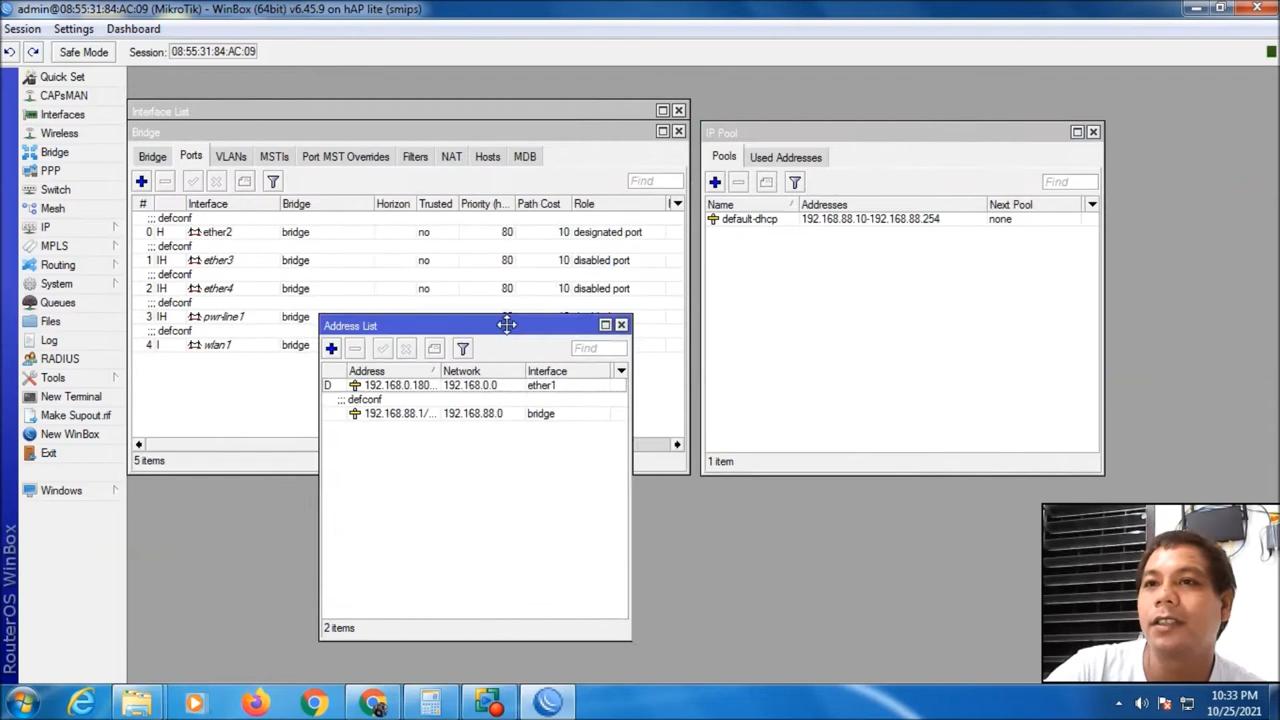 admin@08:55:31:84:AC:09 (MikroTik) - WinBox (64bit) v6.45.9 on hAP lite (smips)
Session Settings Dashboard
Safe Mode Session: 08:55:31:84:AC:09
Quick Set
CAPsMAN
Interfaces
Wireless
Bridge
PPP
Switch
Mesh
IP
MPLS
Routing
System
Queues
Files
Log
RADIUS
Tools
New Terminal
Make Supout.rif
New WinBox
Exit
Windows
RouterOS WinBox
Interface List
Bridge
Bridge Ports VLANs MSTIs Port MST Overrides Filters NAT Hosts MDB
Find
# Interface Bridge Horizon Trusted Priority (h... Path Cost Role
;;; defconf
0 H ether2 bridge no 80 10 designated port
;;; defconf
1 IH ether3 bridge no 80 10 disabled port
;;; defconf
2 IH ether4 bridge no 80 10 disabled port
;;; defconf
3 IH pwr-line1 bridge
;;; defconf
4 I wlan1 bridge
5 items
Address List
Find
Address Network Interface
D 192.168.0.180... 192.168.0.0 ether1
;;; defconf
192.168.88.1/... 192.168.88.0 bridge
2 items
IP Pool
Pools Used Addresses
Find
Name Addresses Next Pool
default-dhcp 192.168.88.10-192.168.88.254 none
1 item
10:33 PM
10/25/2021